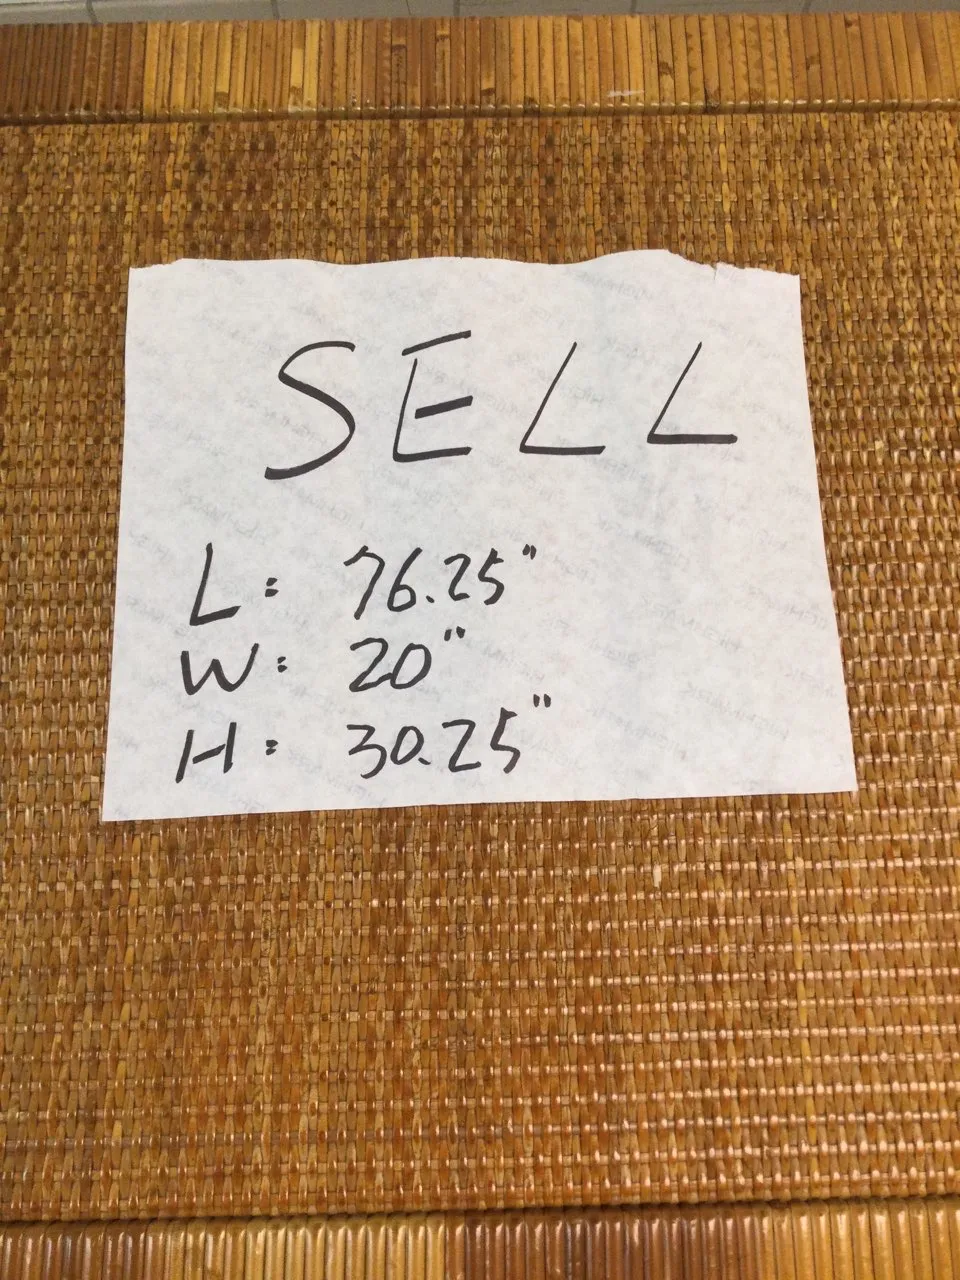 SELL
L: 76.25"
W: 20"
H: 30.25"